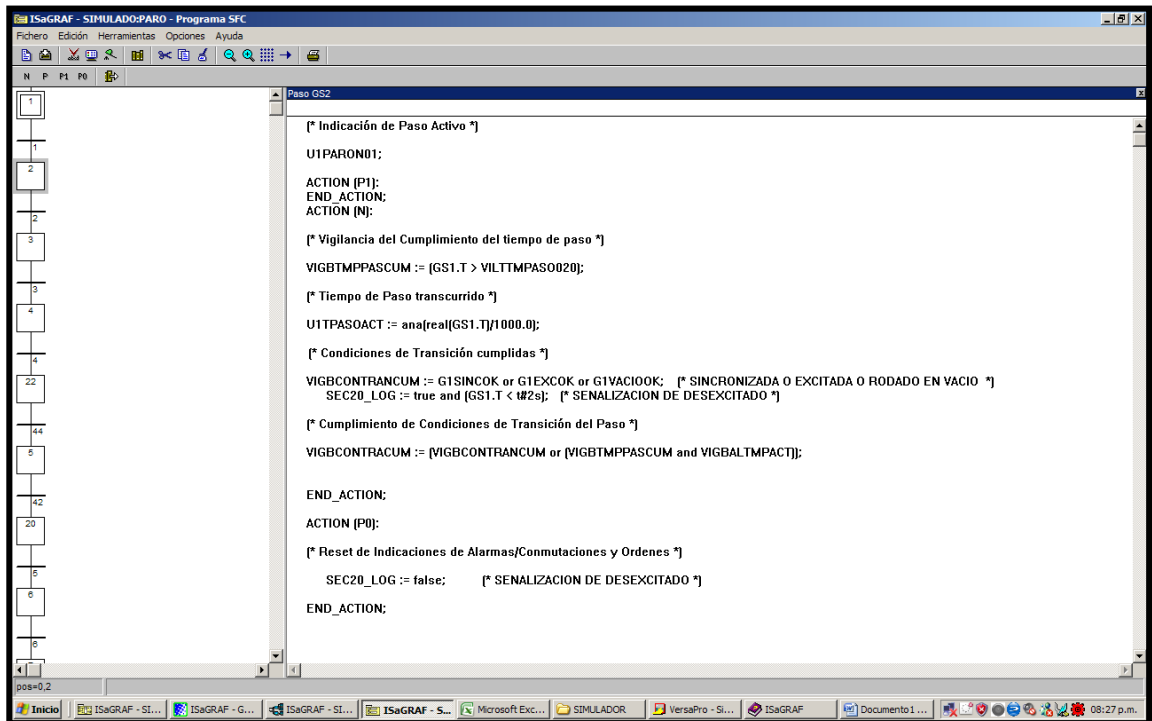 ISaGRAF - SIMULADO:PARO - Programa SFC
Fichero Edición Herramientas Opciones Ayuda
N P P1 P0
Paso GS2
1
1
2
2
3
3
4
4
22
44
5
42
20
5
6
6
(* Indicación de Paso Activo *)
U1PARON01;
ACTION (P1):
END_ACTION;
ACTION (N):
(* Vigilancia del Cumplimiento del tiempo de paso *)
VIGBTMPPASCUM := (GS1.T > VILTTMPASO020);
(* Tiempo de Paso transcurrido *)
U1TPASOACT := ana(real(GS1.T)/1000.0);
(* Condiciones de Transición cumplidas *)
VIGBCONTRANCUM := G1SINCOK or G1EXCOK or G1VACIOOK; (* SINCRONIZADA O EXCITADA O RODADO EN VACIO *)
SEC20_LOG := true and (GS1.T < t#2s); (* SENALIZACION DE DESEXCITADO *)
(* Cumplimiento de Condiciones de Transición del Paso *)
VIGBCONTRACUM := (VIGBCONTRANCUM or (VIGBTMPPASCUM and VIGBALTMPACT));
END_ACTION;
ACTION (P0):
(* Reset de Indicaciones de Alarmas/Conmutaciones y Ordenes *)
SEC20_LOG := false; (* SENALIZACION DE DESEXCITADO *)
END_ACTION;
pos=0,2
Inicio ISaGRAF - SI... ISaGRAF - G... ISaGRAF - SI... ISaGRAF - S... Microsoft Exc... SIMULADOR VersaPro - Si... ISaGRAF Documento1 ... 08:27 p.m.